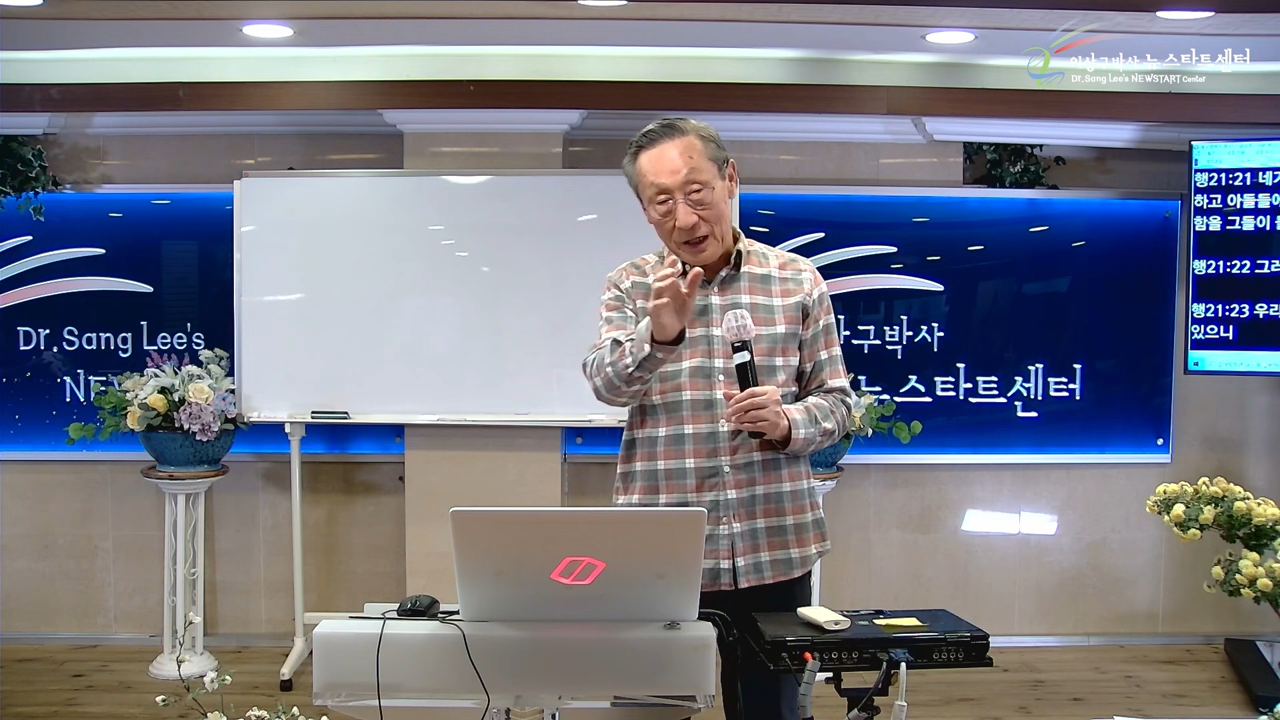 이상구박사 뉴스타트센터
Dr.Sang Lee's NEWSTART Center
행21:21 네가
하고 아들들에
함을 그들이
행21:22 그러
행21:23 우리
있으니
Dr.Sang Lee's
구박사
뉴스타트센터